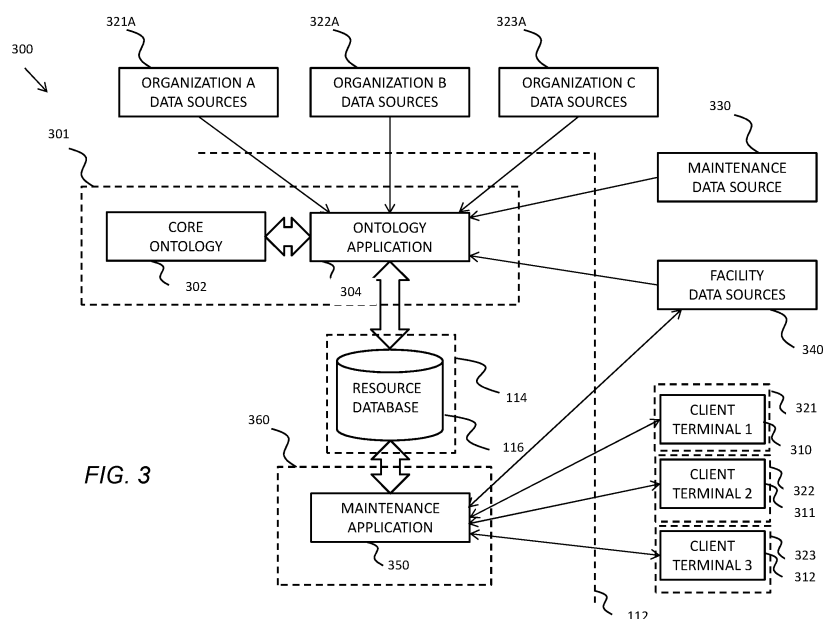 321A
322A
323A
300
ORGANIZATION A
DATA SOURCES
ORGANIZATION B
DATA SOURCES
ORGANIZATION C
DATA SOURCES
330
301
MAINTENANCE
DATA SOURCE
CORE
ONTOLOGY
ONTOLOGY
APPLICATION
302
304
FACILITY
DATA SOURCES
340
RESOURCE
DATABASE
114
116
321
CLIENT
TERMINAL 1
310
360
CLIENT
TERMINAL 2
322
311
FIG. 3
MAINTENANCE
APPLICATION
350
CLIENT
TERMINAL 3
323
312
112